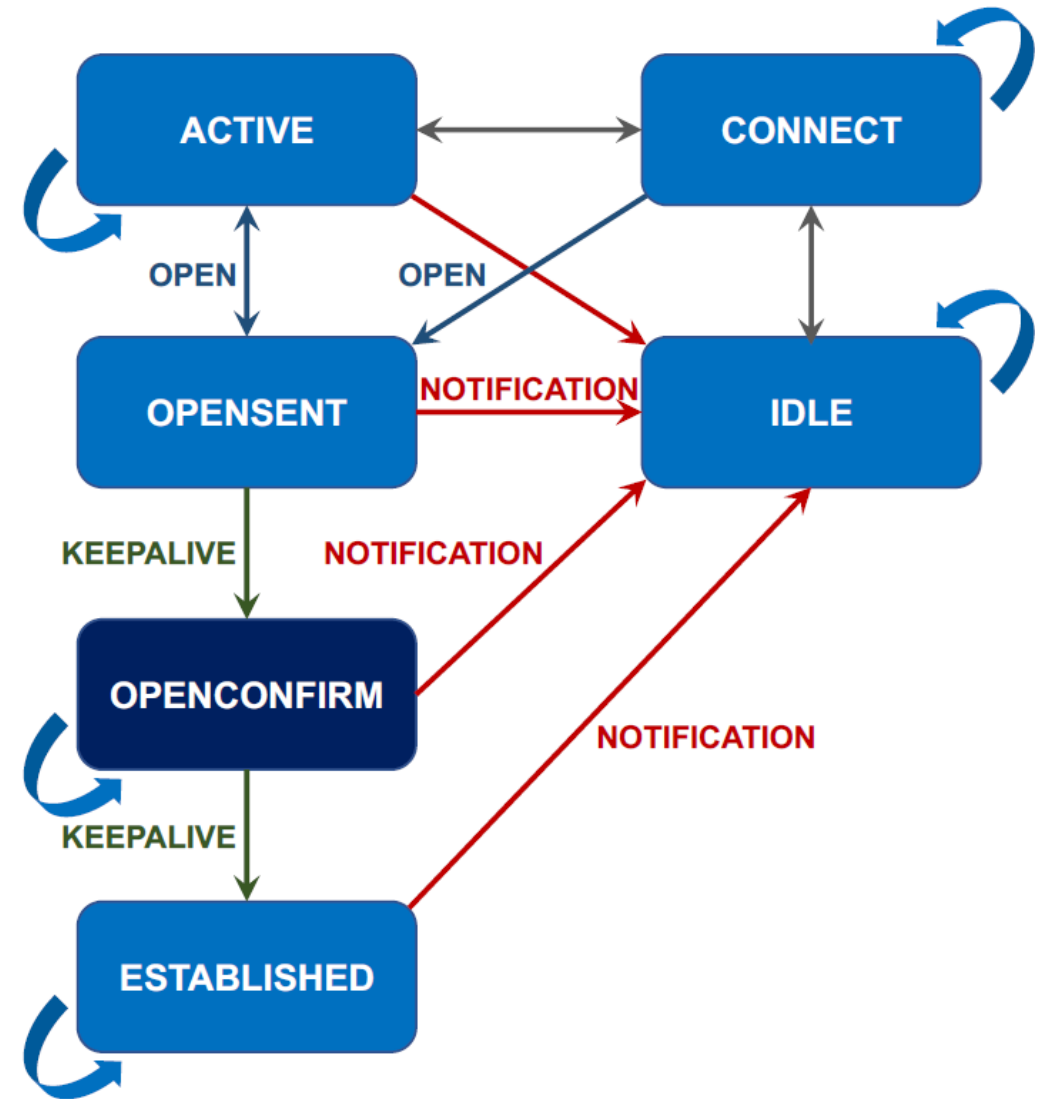 ACTIVE
CONNECT
OPEN
OPEN
NOTIFICATION
OPENSENT
IDLE
KEEPALIVE
NOTIFICATION
OPENCONFIRM
NOTIFICATION
KEEPALIVE
ESTABLISHED